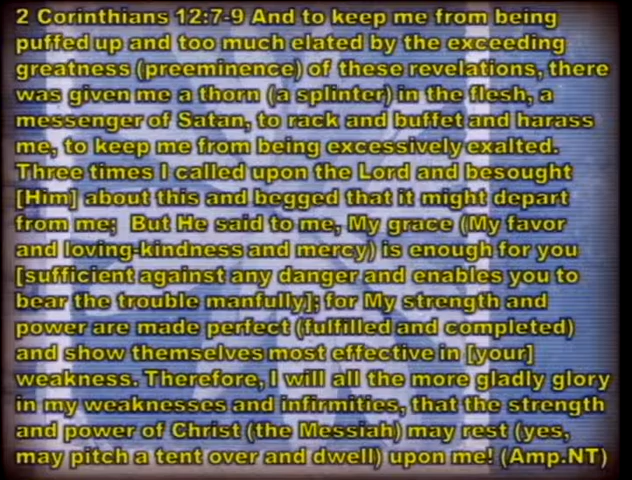 2 Corinthians 12:7-9 And to keep me from being
puffed up and too much elated by the exceeding
greatness (preeminence) of these revelations, there
was given me a thorn (a splinter) in the flesh, a
messenger of Satan, to rack and buffet and harass
me, to keep me from being excessively exalted.
Three times I called upon the Lord and besought
[Him] about this and begged that it might depart
from me;  But He said to me, My grace (My favor
and loving-kindness and mercy) is enough for you
[sufficient against any danger and enables you to
bear the trouble manfully]; for My strength and
power are made perfect (fulfilled and completed)
and show themselves most effective in [your]
weakness. Therefore, I will all the more gladly glory
in my weaknesses and infirmities, that the strength
and power of Christ (the Messiah) may rest (yes,
may pitch a tent over and dwell) upon me! (Amp.NT)